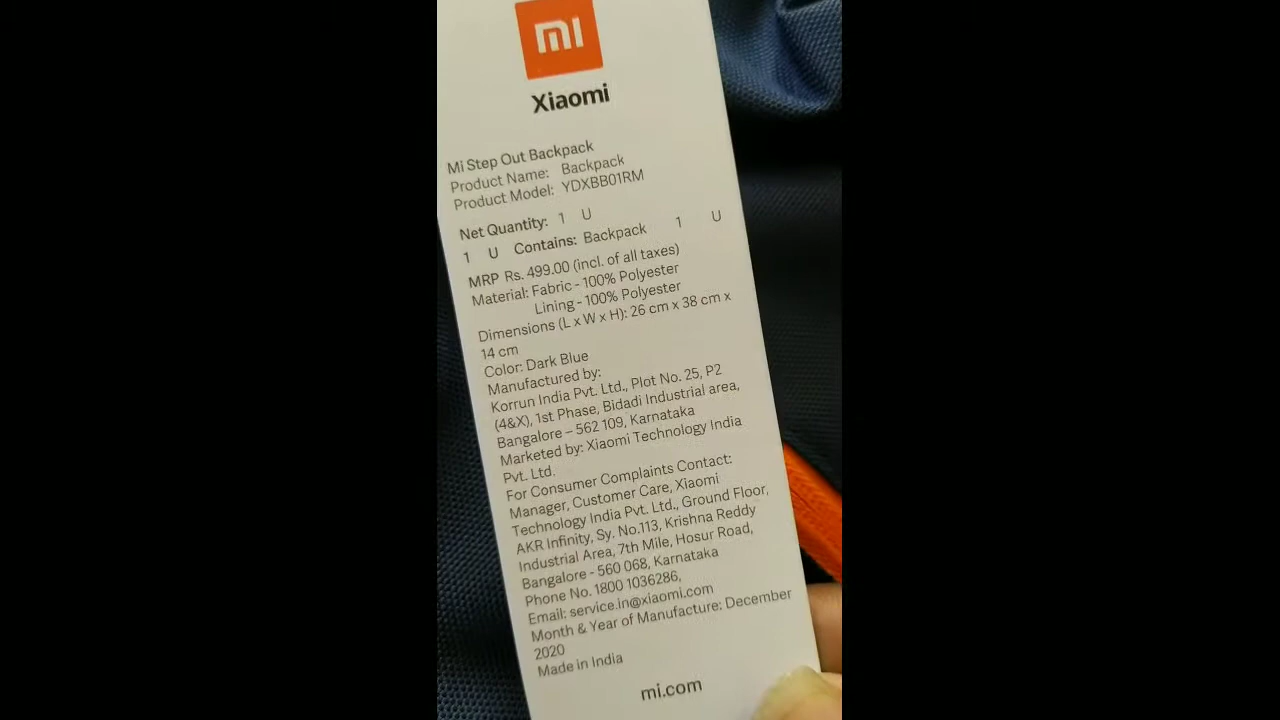 mi
Xiaomi
Mi Step Out Backpack
Product Name: Backpack
Product Model: YDXBB01RM
Net Quantity: 1 U
1 U Contains: Backpack 1 U
MRP Rs. 499.00 (incl. of all taxes)
Material: Fabric - 100% Polyester
Lining - 100% Polyester
Dimensions (L x W x H): 26 cm x 38 cm x
14 cm
Color: Dark Blue
Manufactured by:
Korrun India Pvt. Ltd., Plot No. 25, P2
(4&X), 1st Phase, Bidadi Industrial area,
Bangalore – 562 109, Karnataka
Marketed by: Xiaomi Technology India
Pvt. Ltd.
For Consumer Complaints Contact:
Manager, Customer Care, Xiaomi
Technology India Pvt. Ltd., Ground Floor,
AKR Infinity, Sy. No.113, Krishna Reddy
Industrial Area, 7th Mile, Hosur Road,
Bangalore - 560 068, Karnataka
Phone No. 1800 1036286,
Email: service.in@xiaomi.com
Month & Year of Manufacture: December
2020
Made in India
mi.com